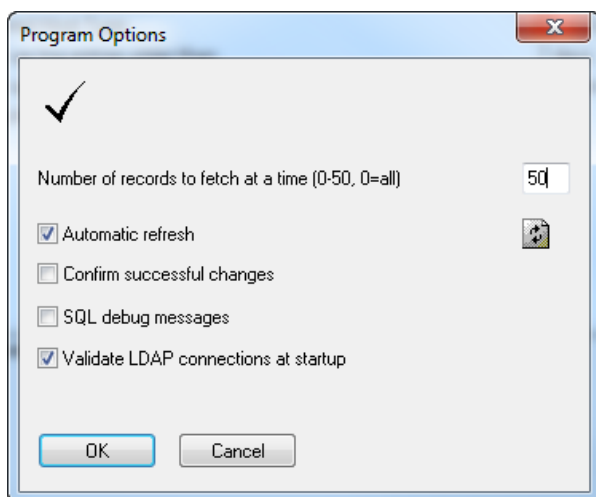 Program Options
Number of records to fetch at a time (0-50, 0=all) 50
Automatic refresh
Confirm successful changes
SQL debug messages
Validate LDAP connections at startup
OK Cancel